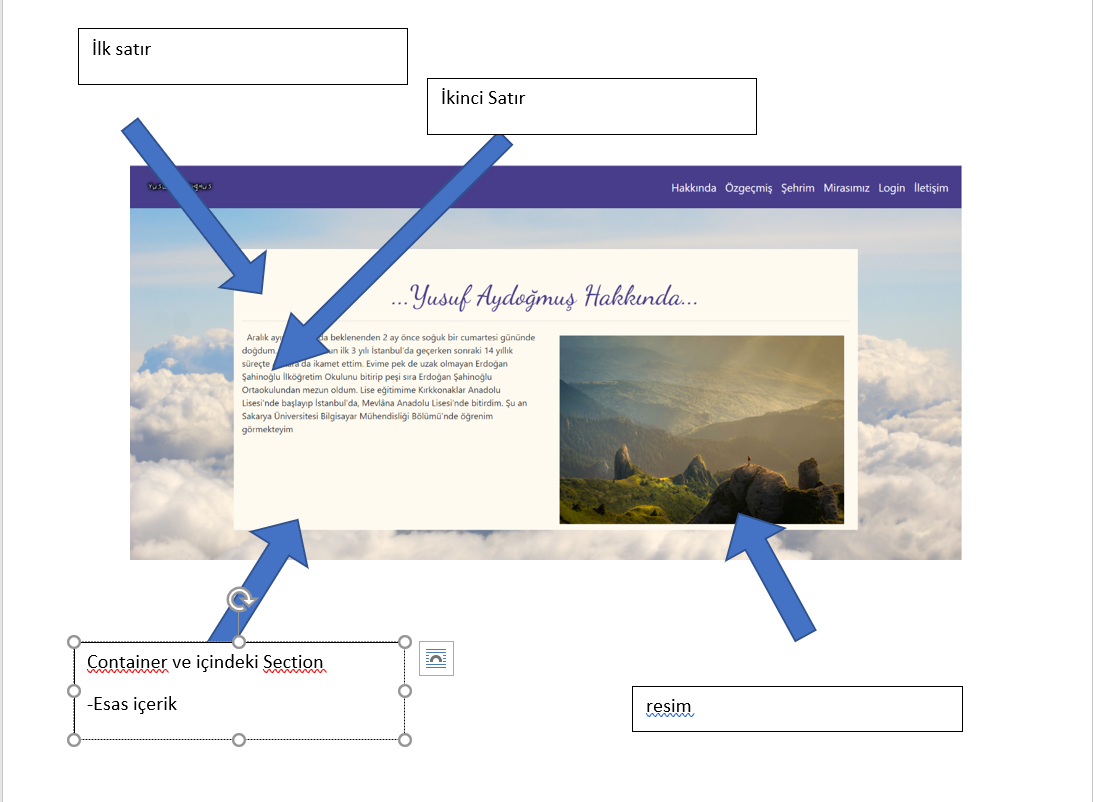 İlk satır
İkinci Satır
Hakkında Özgeçmiş Şehrim Mirasımız Login İletişim
...Yusuf Aydoğmuş Hakkında...
Aralık beklenenden 2 ay önce soğuk bir cumartesi gününde
doğdum. ilk 3 yılı İstanbul'da geçerken sonraki 14 yıllık
süreçte da ikamet ettim. Evime pek de uzak olmayan Erdoğan
Şahinoğlu İlköğretim Okulunu bitirip peşi sıra Erdoğan Şahinoğlu
Ortaokulundan mezun oldum. Lise eğitimime Kırkkonaklar Anadolu
Lisesi'nde başlayıp İstanbul'da, Mevlâna Anadolu Lisesi'nde bitirdim. Şu an
Sakarya Üniversitesi Bilgisayar Mühendisliği Bölümü'nde öğrenim
görmekteyim
Container ve içindeki Section
-Esas içerik
resim